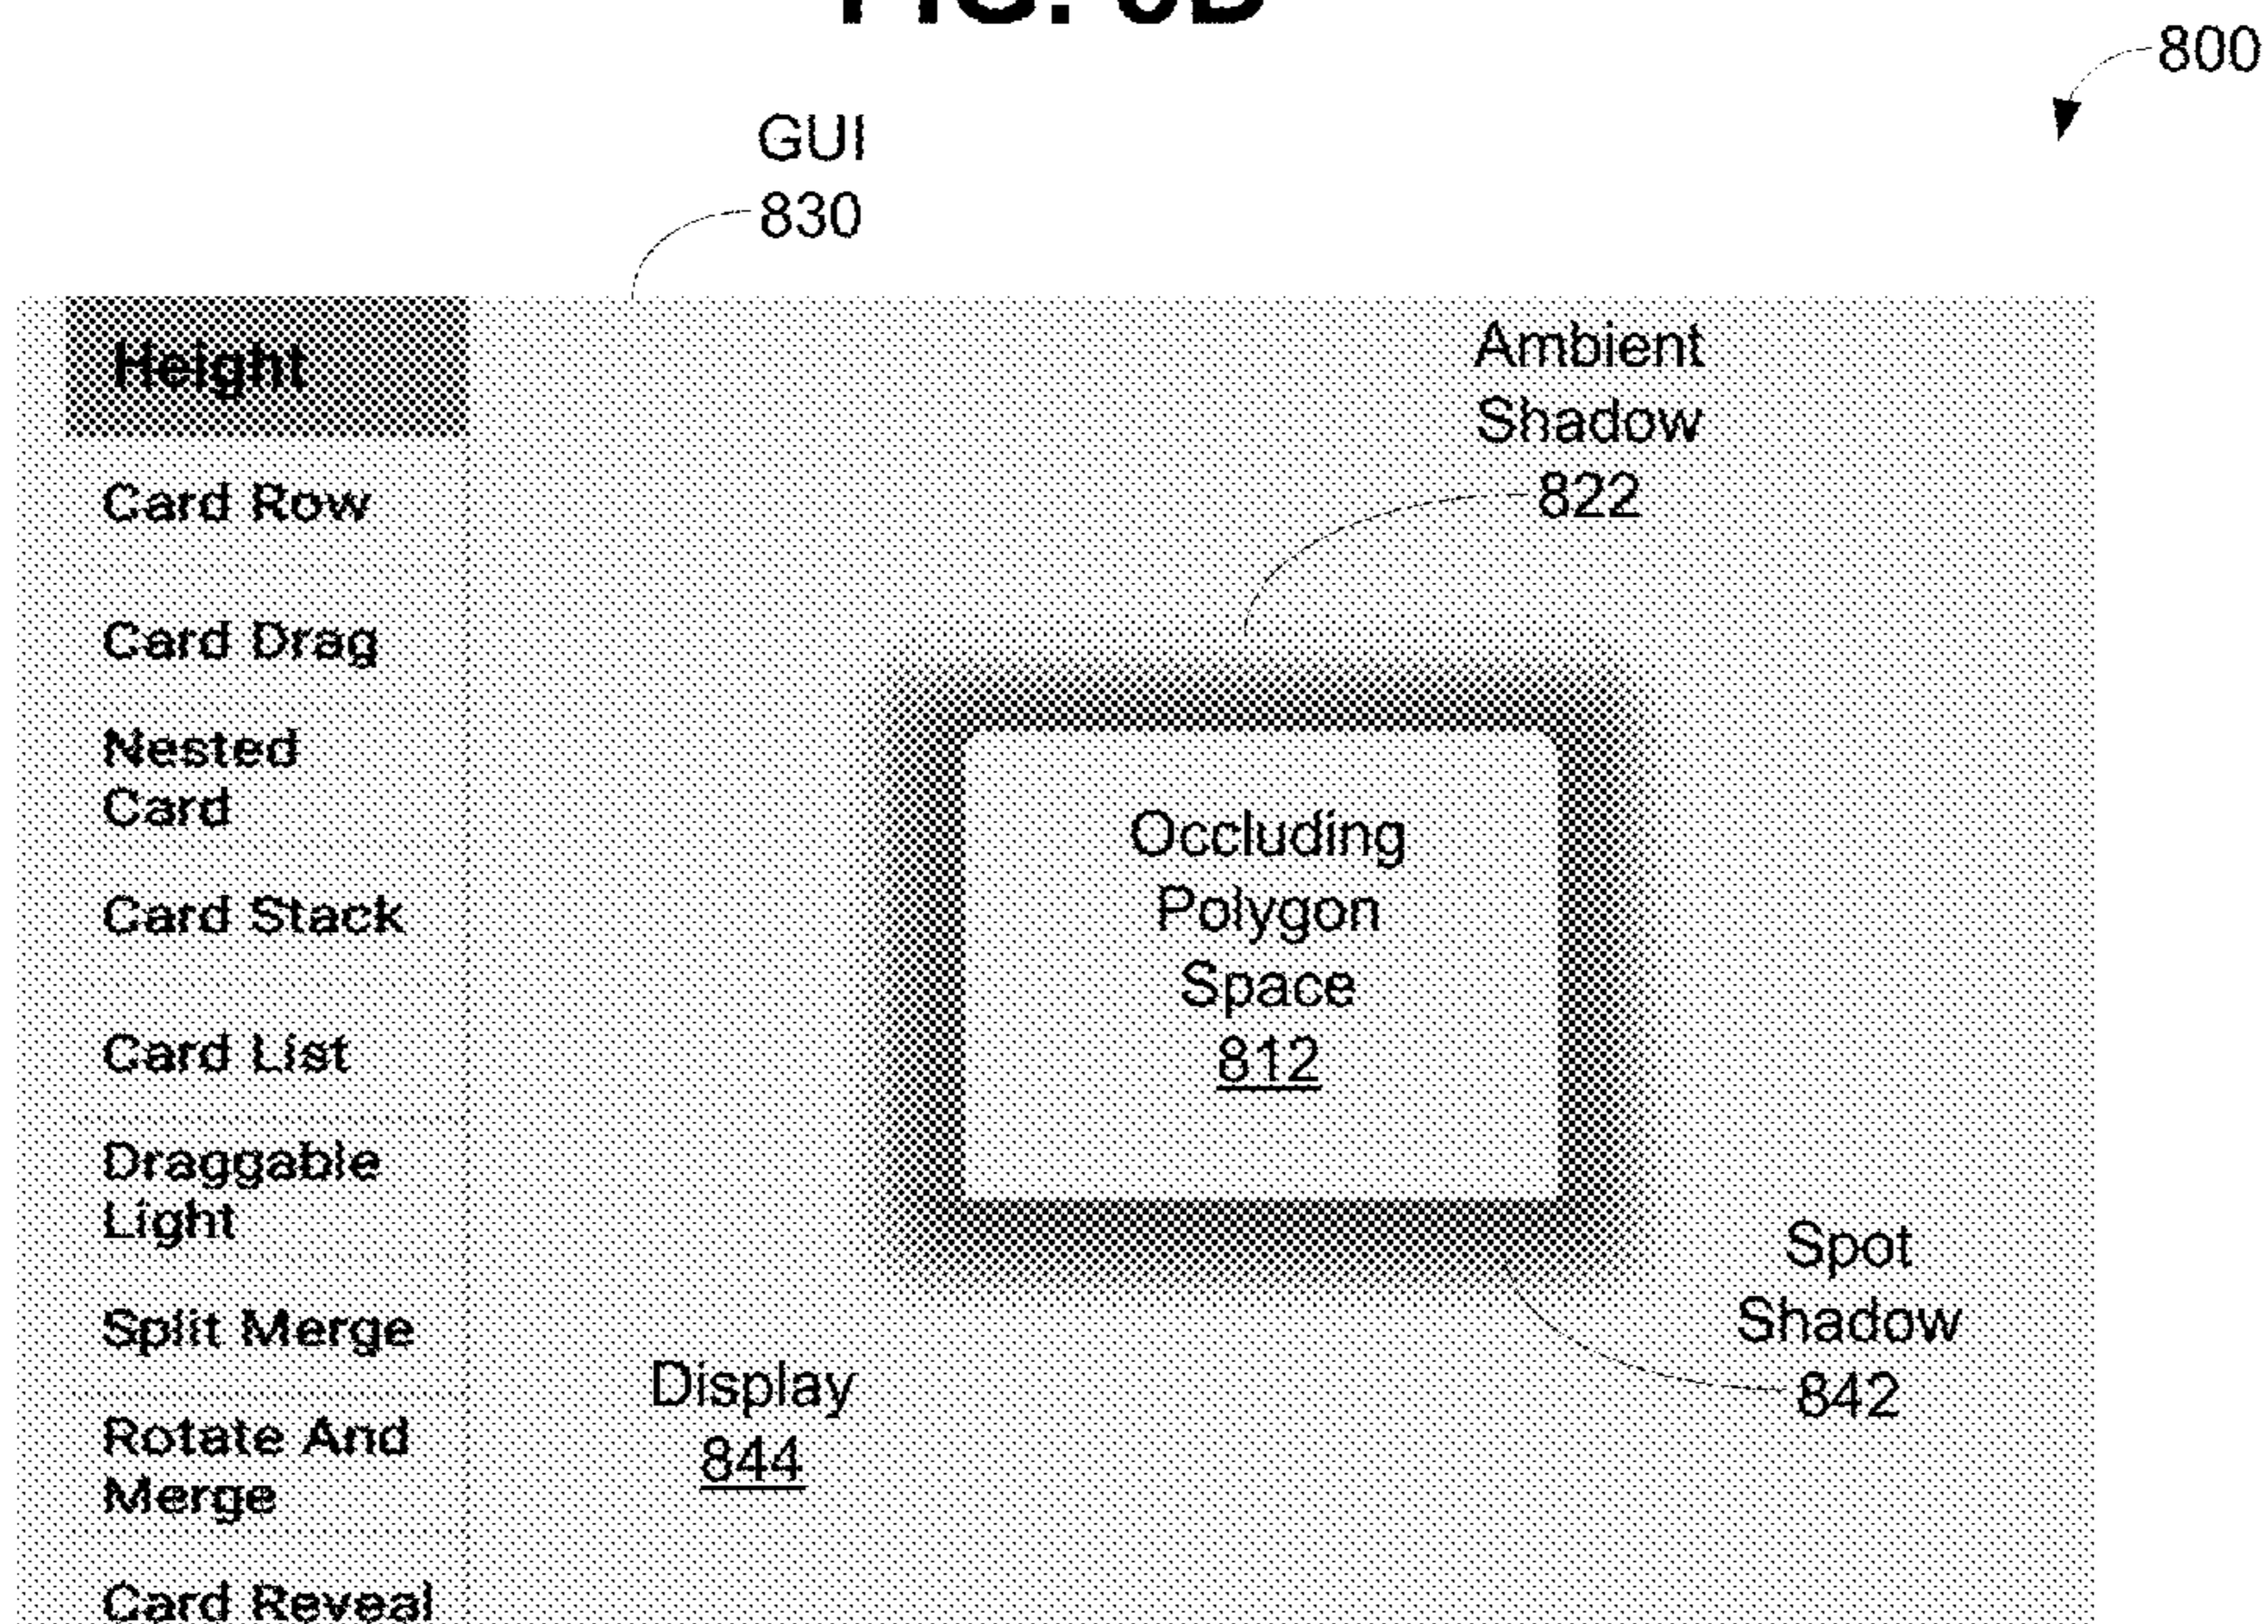 800
GUI
830
Height
Card Row
Card Drag
Nested
Card
Card Stack
Card List
Draggable
Light
Split Merge
Rotate And
Merge
Card Reveal
Ambient
Shadow
822
Occluding
Polygon
Space
812
Spot
Shadow
842
Display
844